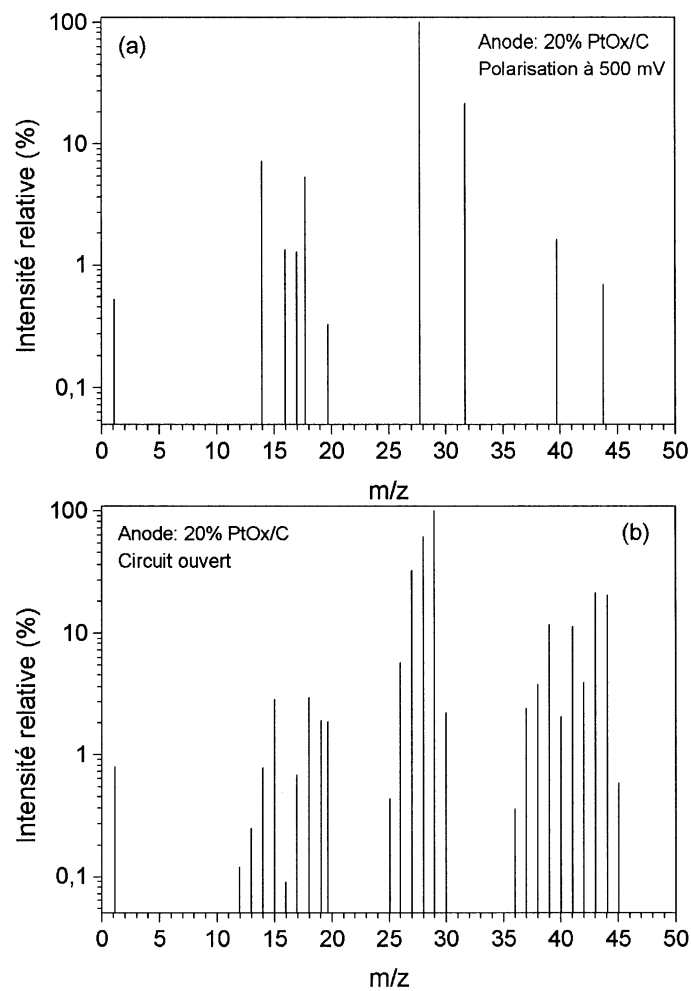 (a)
Anode: 20% PtOx/C
Polarisation à 500 mV
Intensité relative (%)
100
10
1
0,1
0 5 10 15 20 25 30 35 40 45 50
m/z
(b)
Anode: 20% PtOx/C
Circuit ouvert
Intensité relative (%)
100
10
1
0,1
0 5 10 15 20 25 30 35 40 45 50
m/z